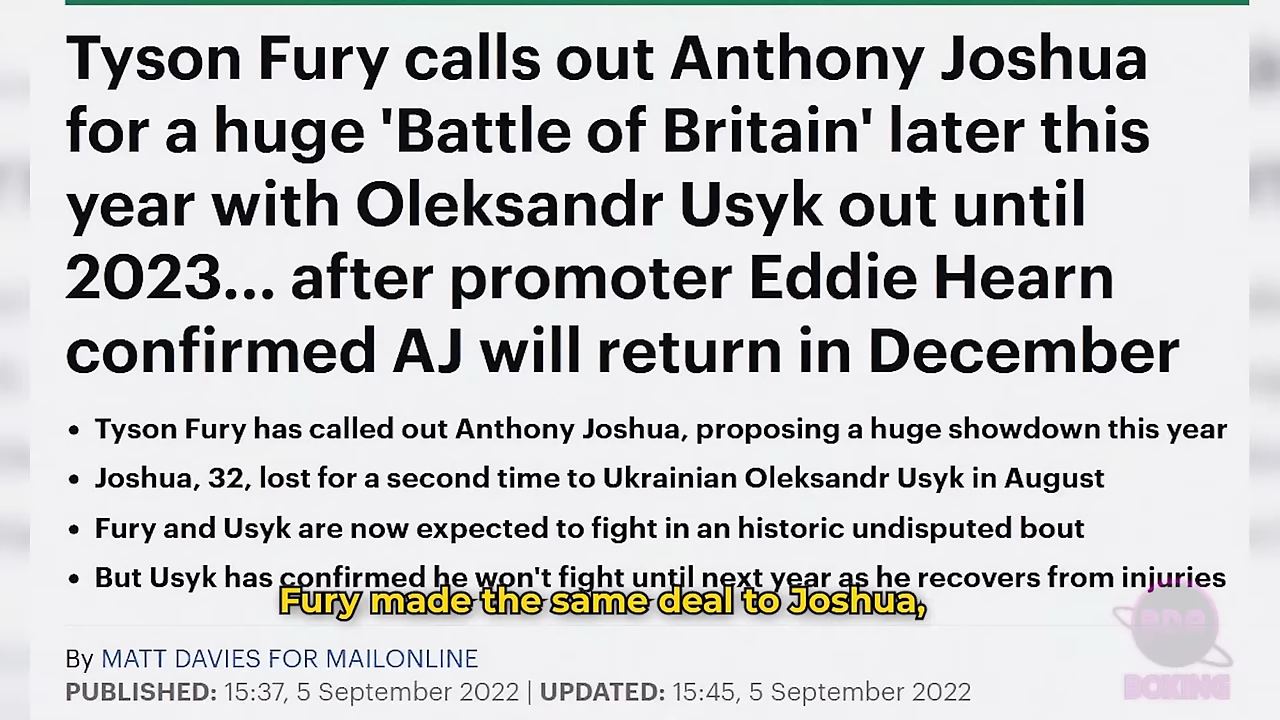 Tyson Fury calls out Anthony Joshua
for a huge 'Battle of Britain' later this
year with Oleksandr Usyk out until
2023... after promoter Eddie Hearn
confirmed AJ will return in December
• Tyson Fury has called out Anthony Joshua, proposing a huge showdown this year
• Joshua, 32, lost for a second time to Ukrainian Oleksandr Usyk in August
• Fury and Usyk are now expected to fight in an historic undisputed bout
• But Usyk has confirmed he won't fight until next year as he recovers from injuries
Fury made the same deal to Joshua,
By MATT DAVIES FOR MAILONLINE
PUBLISHED: 15:37, 5 September 2022 | UPDATED: 15:45, 5 September 2022
BOXING